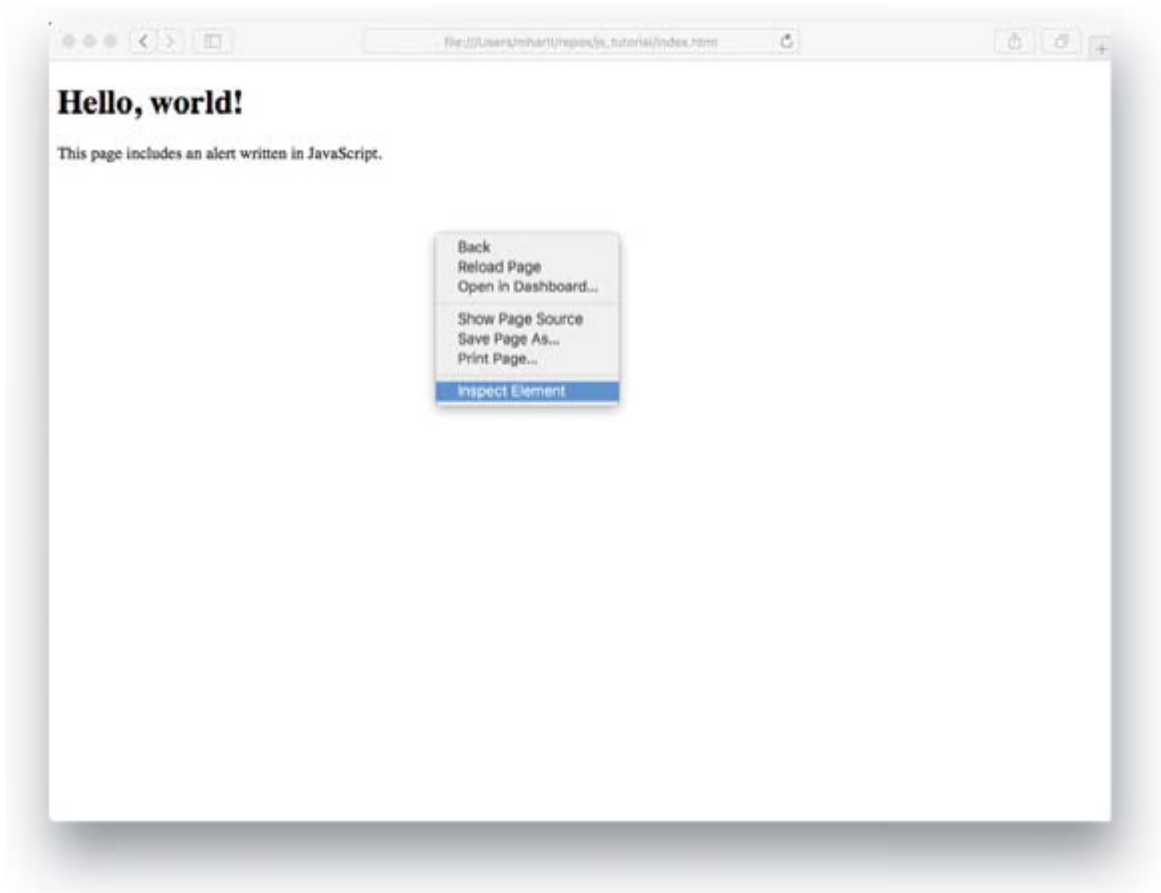 file:///Users/mhartl/repos/js_tutorial/index.html
Hello, world!
This page includes an alert written in JavaScript.
Back
Reload Page
Open in Dashboard...
Show Page Source
Save Page As...
Print Page...
Inspect Element